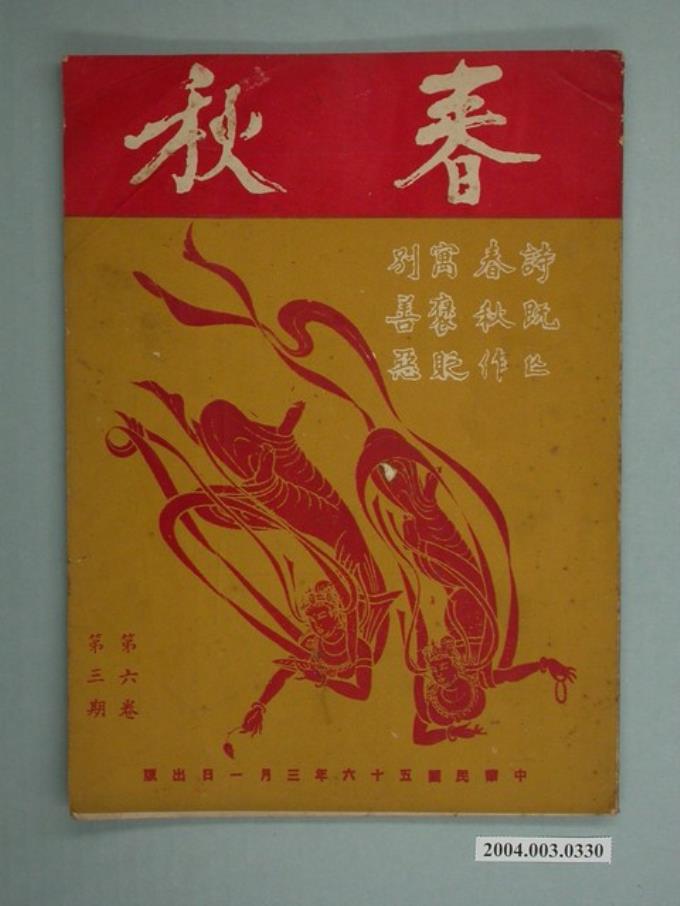 春秋
詩既亡
春秋作
寓褒貶
別善惡
第六卷
第三期
中華民國五十六年三月一日出版
2004.003.0330